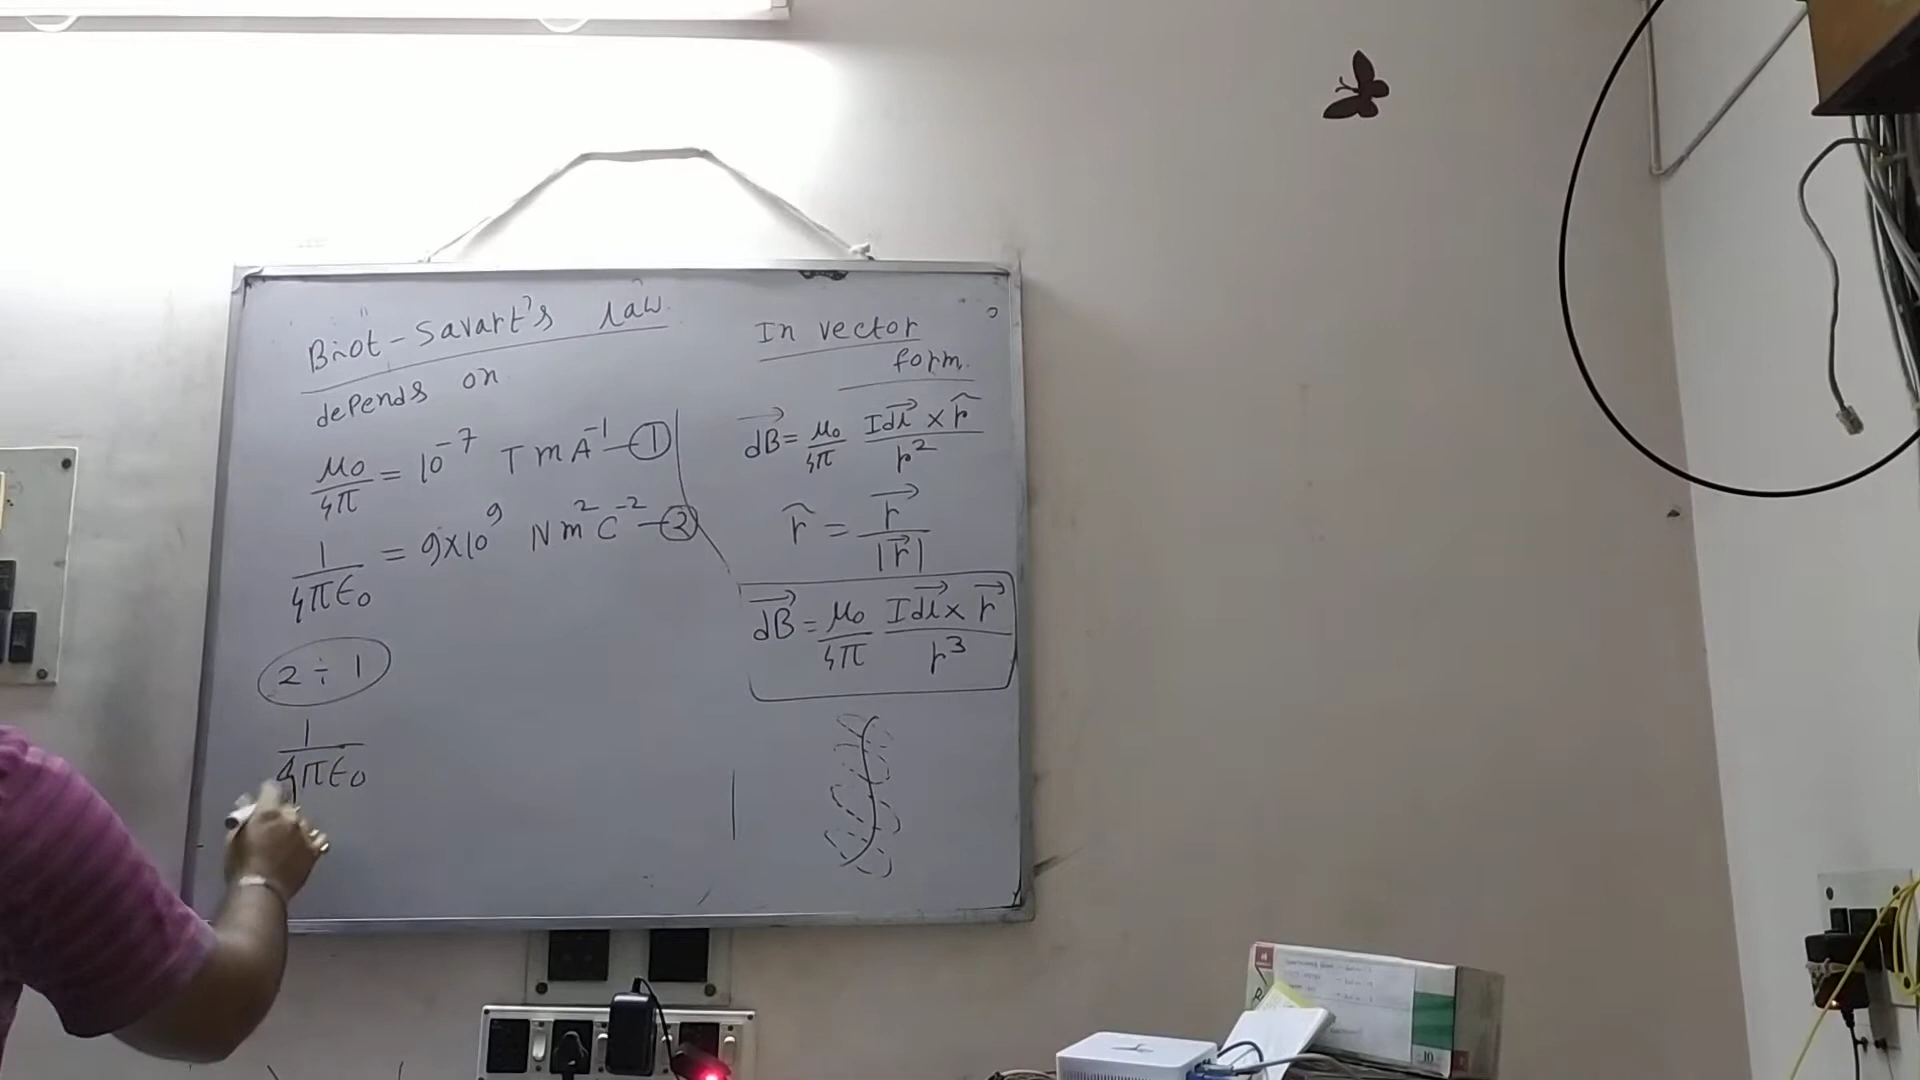 Biot-Savart's law.
depends on
μ0/4π = 10^-7 T m A^-1 —①
1/4πε0 = 9×10^9 N m^2 C^-2 —②
2 ÷ 1
1/4πε0
In vector
form.
dB⃗ = μ0/4π Idl⃗ × r̂/r^2
r̂ = r⃗/|r⃗|
dB⃗ = μ0/4π Idl⃗ × r⃗/r^3
10